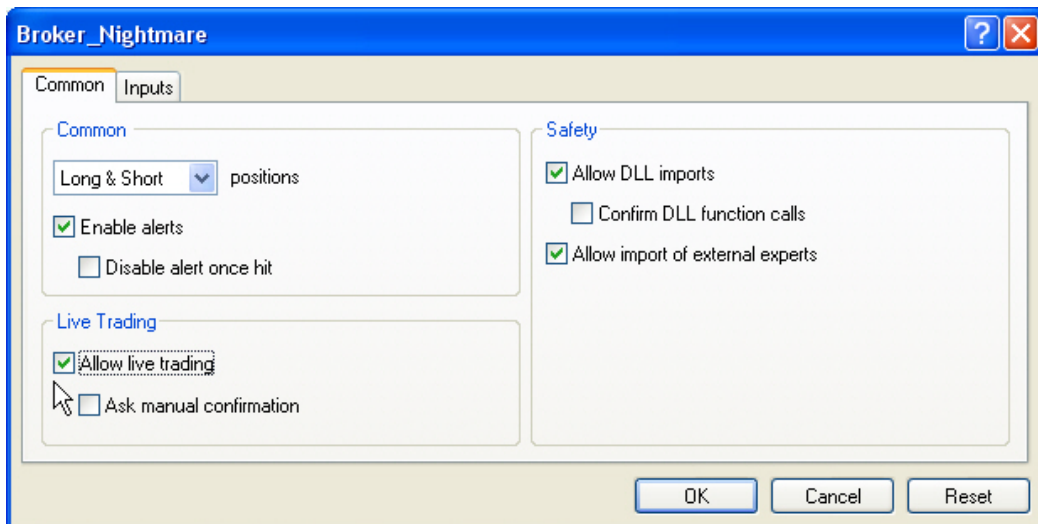 Broker_Nightmare
Common Inputs
Common
Long & Short positions
Enable alerts
Disable alert once hit
Live Trading
Allow live trading
Ask manual confirmation
Safety
Allow DLL imports
Confirm DLL function calls
Allow import of external experts
OK Cancel Reset